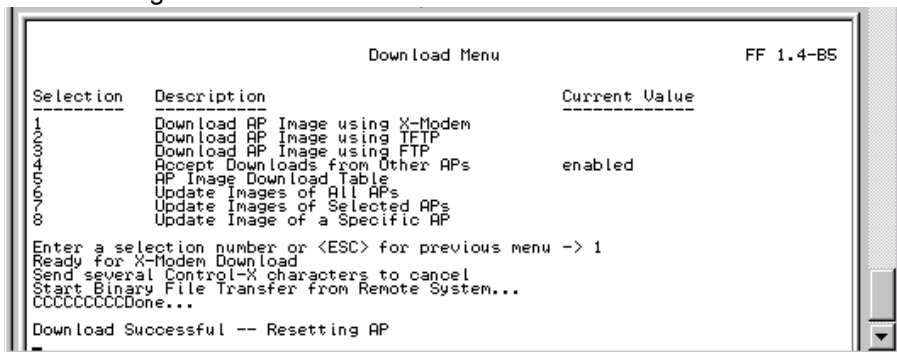 Download Menu FF 1.4-B5
Selection Description Current Value
1 Download AP Image using X-Modem
2 Download AP Image using TFTP
3 Download AP Image using FTP
4 Accept Downloads from Other APs enabled
5 AP Image Download Table
6 Update Images of All APs
7 Update Images of Selected APs
8 Update Image of a Specific AP
Enter a selection number or <ESC> for previous menu -> 1
Ready for X-Modem Download
Send several Control-X characters to cancel
Start Binary File Transfer from Remote System...
CCCCCCCCCDone...
Download Successful -- Resetting AP